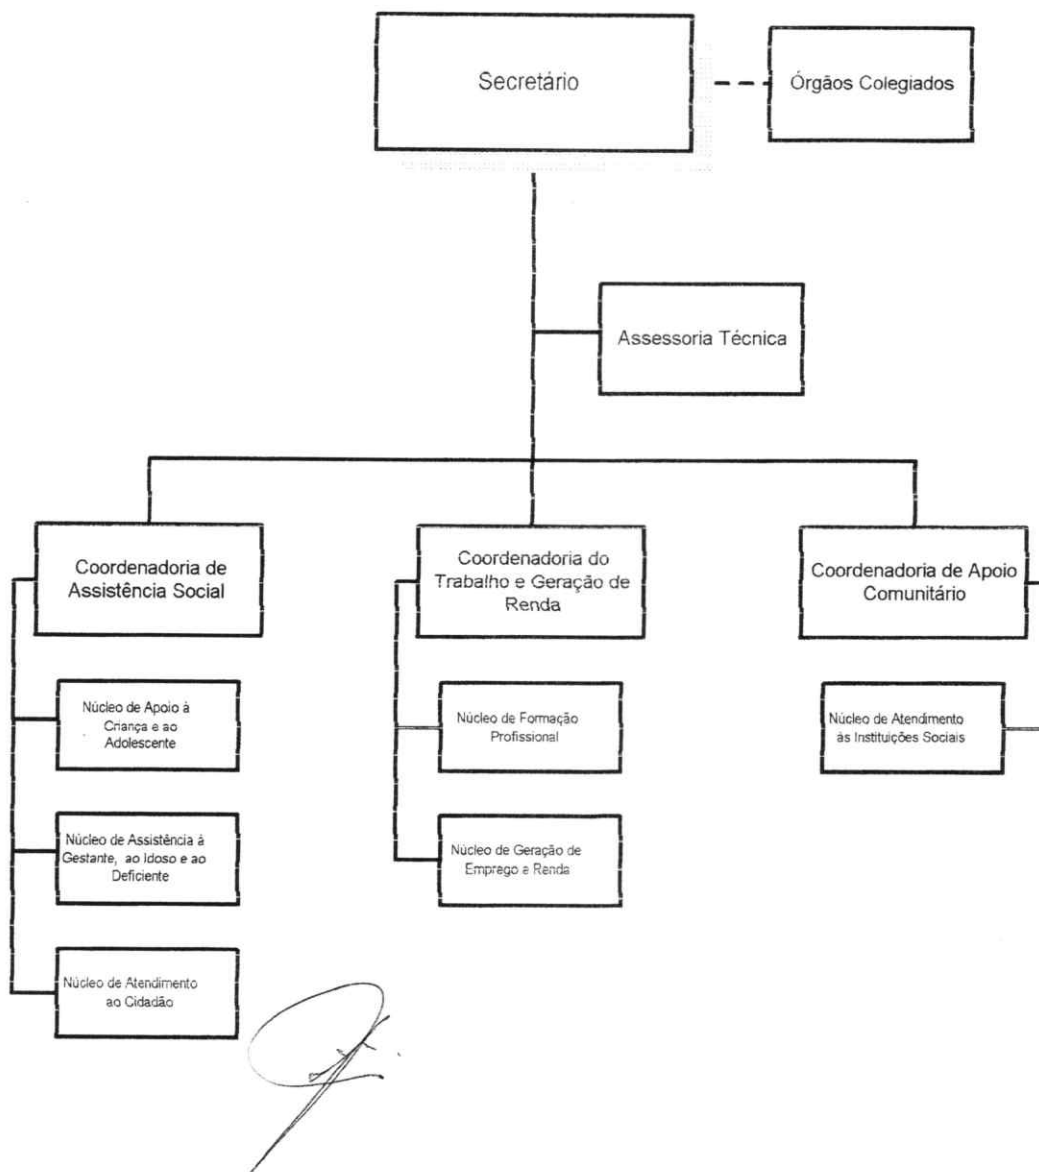 Secretário
Órgãos Colegiados
Assessoria Técnica
Coordenadoria de
Assistência Social
Coordenadoria do
Trabalho e Geração de
Renda
Coordenadoria de Apoio
Comunitário
Núcleo de Apoio à
Criança e ao
Adolescente
Núcleo de Formação
Profissional
Núcleo de Atendimento
às Instituições Sociais
Núcleo de Assistência à
Gestante, ao Idoso e ao
Deficiente
Núcleo de Geração de
Emprego e Renda
Núcleo de Atendimento
ao Cidadão